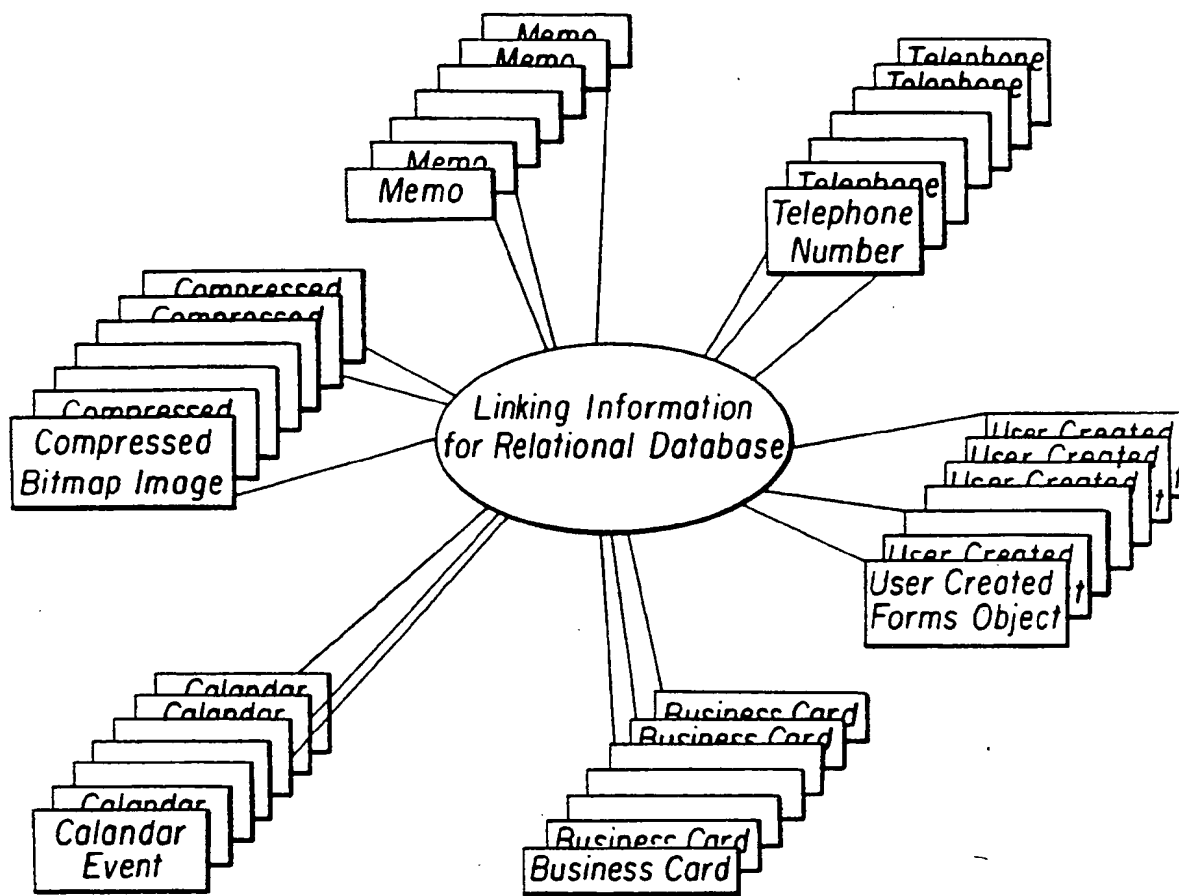 Memo
Memo
Memo
Memo
Telephone
Telephone
Telephone
Telephone
Number
Compressed
Compressed
Compressed
Compressed
Bitmap Image
Linking Information
for Relational Database
User Created
User Created
User Created
t
t
User Created
User Created t
Forms Object
Calandar
Calandar
Calandar
Calandar
Event
Business Card
Business Card
Business Card
Business Card